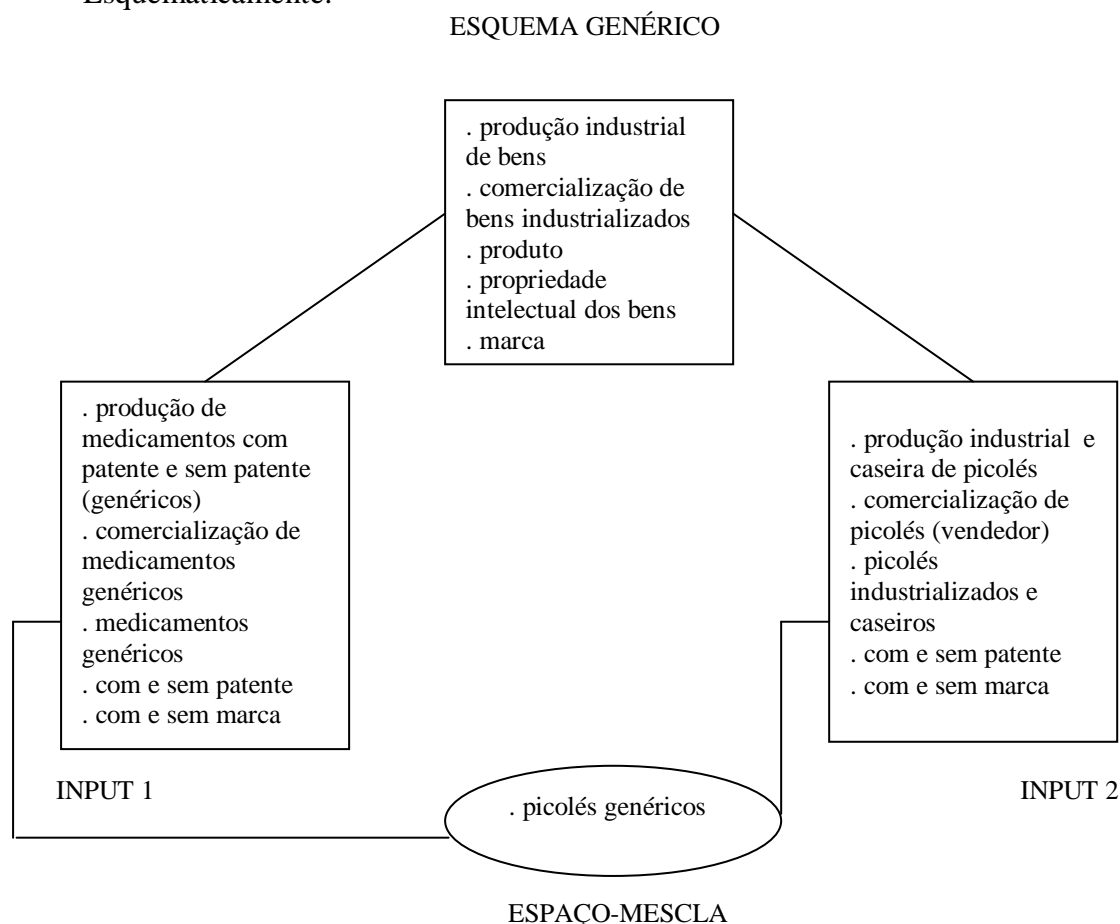 Esquematicamente:
ESQUEMA GENÉRICO
. produção industrial
de bens
. comercialização de
bens industrializados
. produto
. propriedade
intelectual dos bens
. marca
. produção de
medicamentos com
patente e sem patente
(genéricos)
. comercialização de
medicamentos
genéricos
. medicamentos
genéricos
. com e sem patente
. com e sem marca
INPUT 1
. produção industrial e
caseira de picolés
. comercialização de
picolés (vendedor)
. picolés
industrializados e
caseiros
. com e sem patente
. com e sem marca
INPUT 2
. picolés genéricos
ESPAÇO-MESCLA